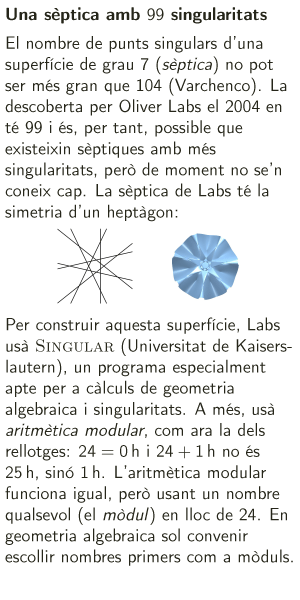 Una sèptica amb 99 singularitats
El nombre de punts singulars d'una
superfície de grau 7 (sèptica) no pot
ser més gran que 104 (Varchenco). La
descoberta per Oliver Labs el 2004 en
té 99 i és, per tant, possible que
existeixin sèptiques amb més
singularitats, però de moment no se'n
coneix cap. La sèptica de Labs té la
simetria d'un heptàgon:
Per construir aquesta superfície, Labs
usà Singular (Universitat de Kaisers-
lautern), un programa especialment
apte per a càlculs de geometria
algebraica i singularitats. A més, usà
aritmètica modular, com ara la dels
rellotges: 24 = 0 h i 24 + 1 h no és
25 h, sinó 1 h. L'aritmètica modular
funciona igual, però usant un nombre
qualsevol (el mòdul) en lloc de 24. En
geometria algebraica sol convenir
escollir nombres primers com a mòduls.